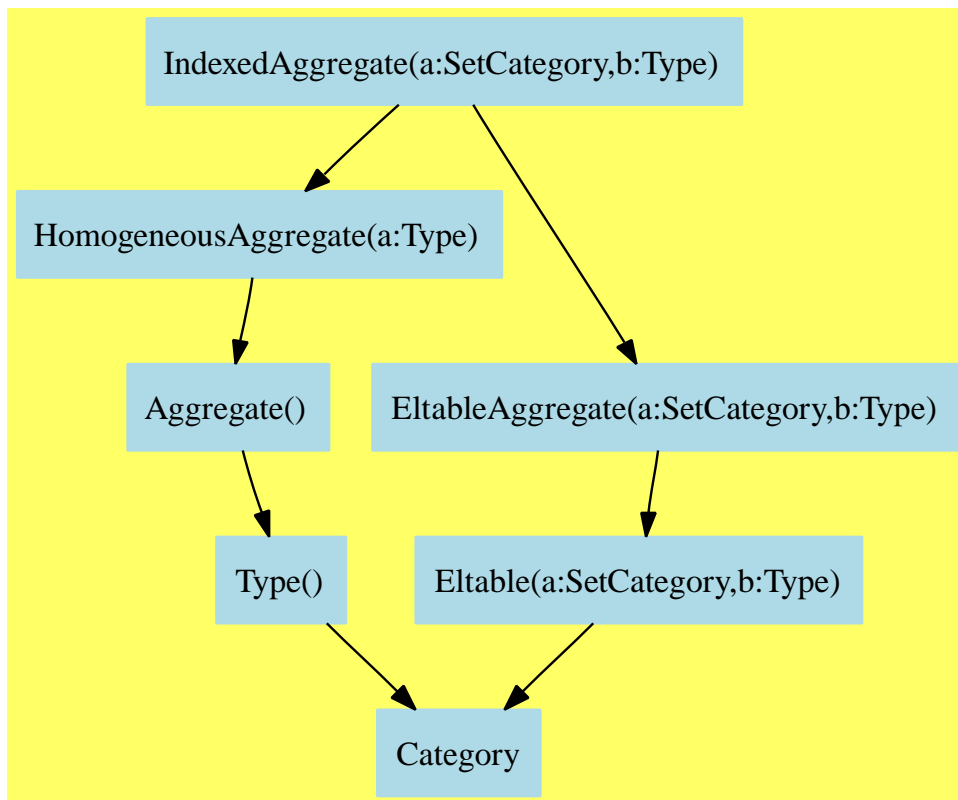 IndexedAggregate(a:SetCategory,b:Type)
HomogeneousAggregate(a:Type)
Aggregate()
EltableAggregate(a:SetCategory,b:Type)
Type()
Eltable(a:SetCategory,b:Type)
Category